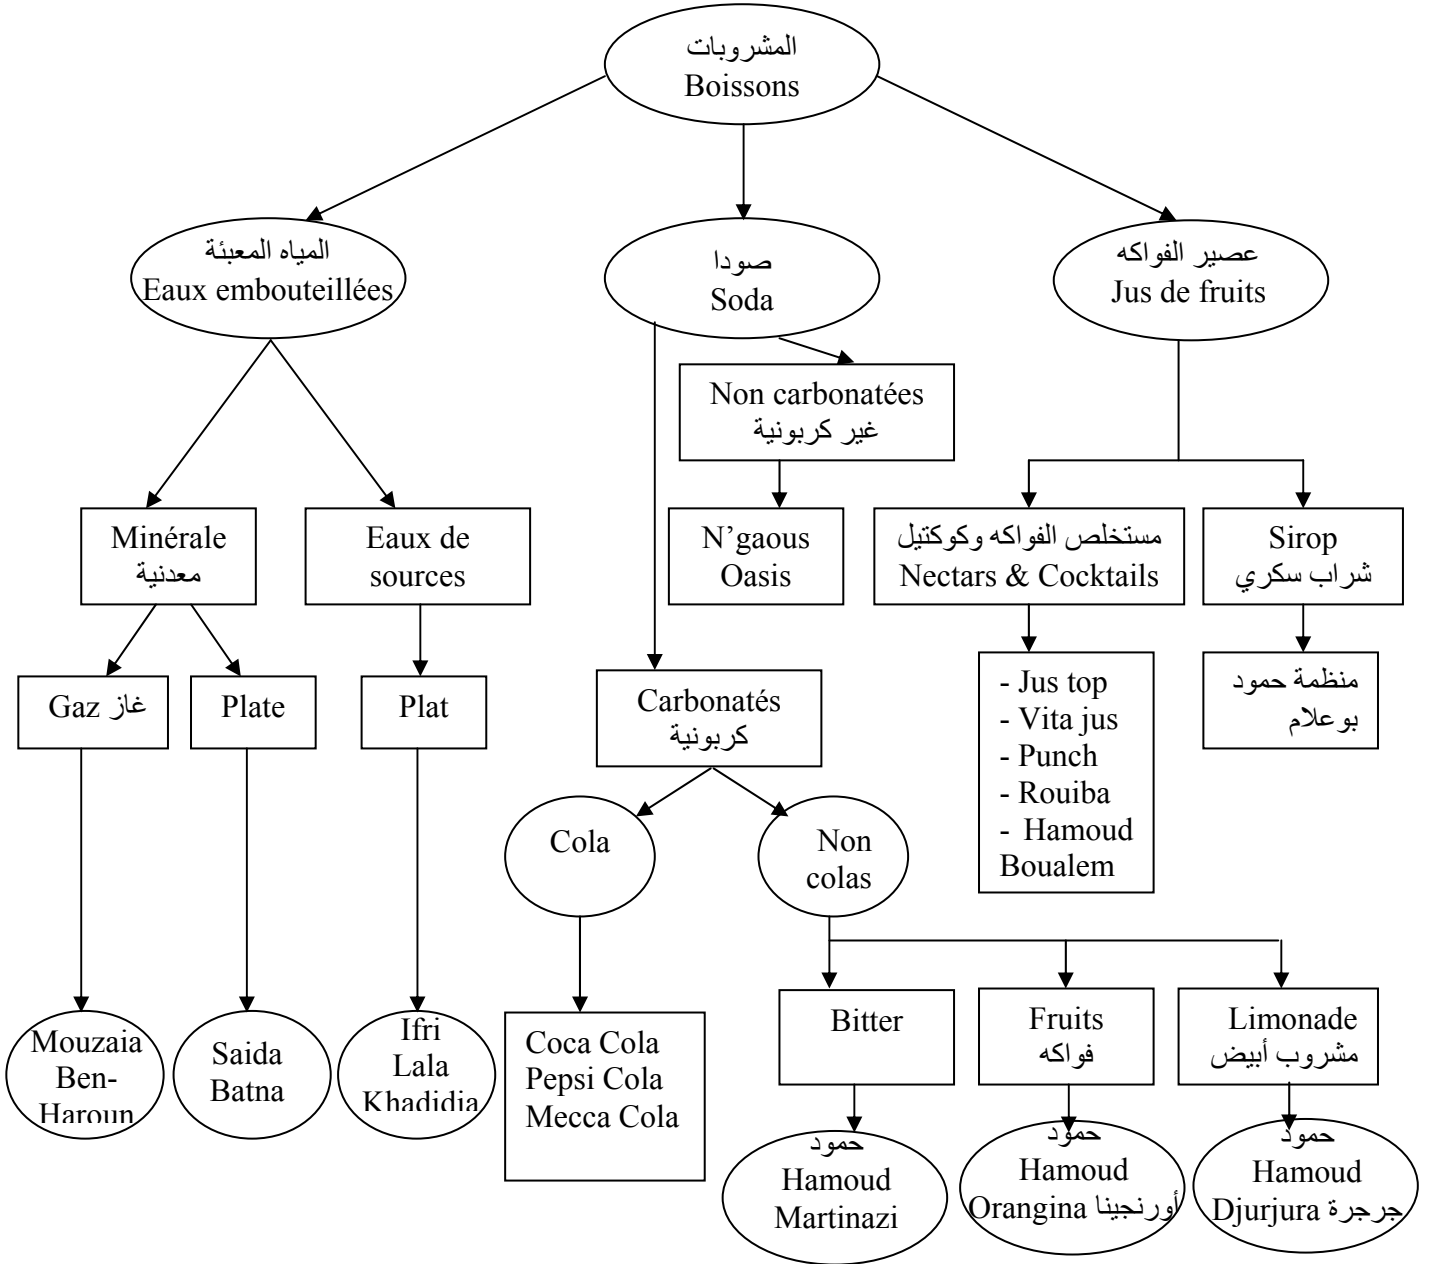 المشروبات
Boissons
المياه المعبئة
Eaux embouteillées
صودا
Soda
عصير الفواكه
Jus de fruits
Non carbonatées
غير كربونية
Minérale
معدنية
Eaux de
sources
N’gaous
Oasis
مستخلص الفواكه وكوكتيل
Nectars & Cocktails
Sirop
شراب سكري
Gaz غاز
Plate
Plat
Carbonatés
كربونية
- Jus top
- Vita jus
- Punch
- Rouiba
- Hamoud
Boualem
منظمة حمود
بوعلام
Cola
Non
colas
Mouzaia
Ben-
Haroun
Saida
Batna
Ifri
Lala
Khadidia
Coca Cola
Pepsi Cola
Mecca Cola
Bitter
Fruits
فواكه
Limonade
مشروب أبيض
حمود
Hamoud
Martinazi
حمود
Hamoud
Orangina أورنجينا
حمود
Hamoud
Djurjura جرجرة